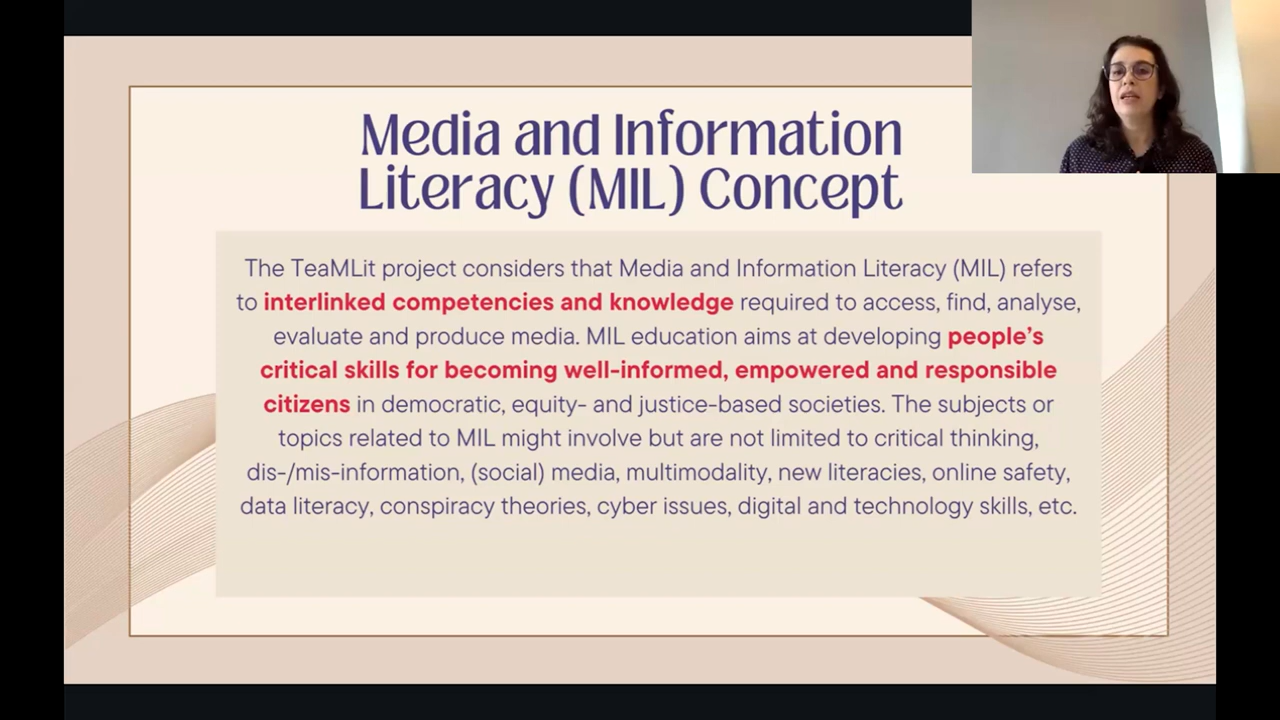 Media and Information
Literacy (MIL) Concept
The TeaMLit project considers that Media and Information Literacy (MIL) refers
to interlinked competencies and knowledge required to access, find, analyse,
evaluate and produce media. MIL education aims at developing people’s
critical skills for becoming well-informed, empowered and responsible
citizens in democratic, equity- and justice-based societies. The subjects or
topics related to MIL might involve but are not limited to critical thinking,
dis-/mis-information, (social) media, multimodality, new literacies, online safety,
data literacy, conspiracy theories, cyber issues, digital and technology skills, etc.